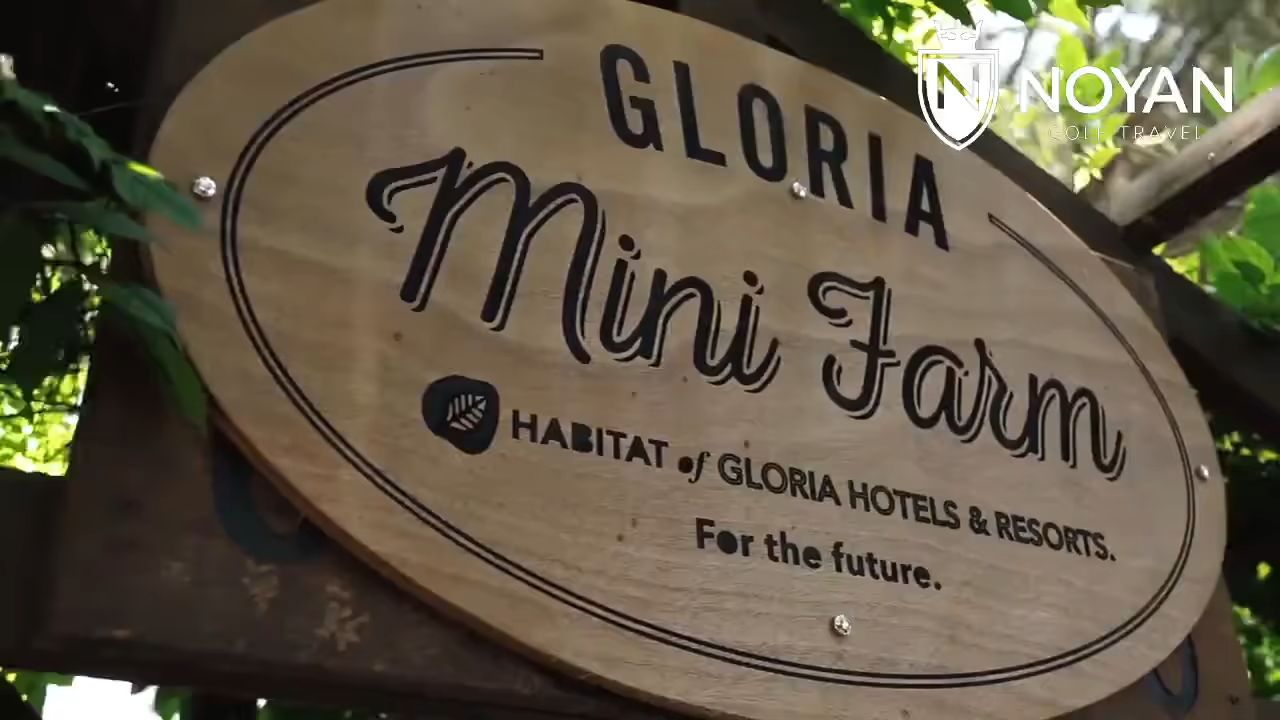 GLORIA
Mini Farm
HABITAT of GLORIA HOTELS & RESORTS.
For the future.
NOYAN
GOLF TRAVEL